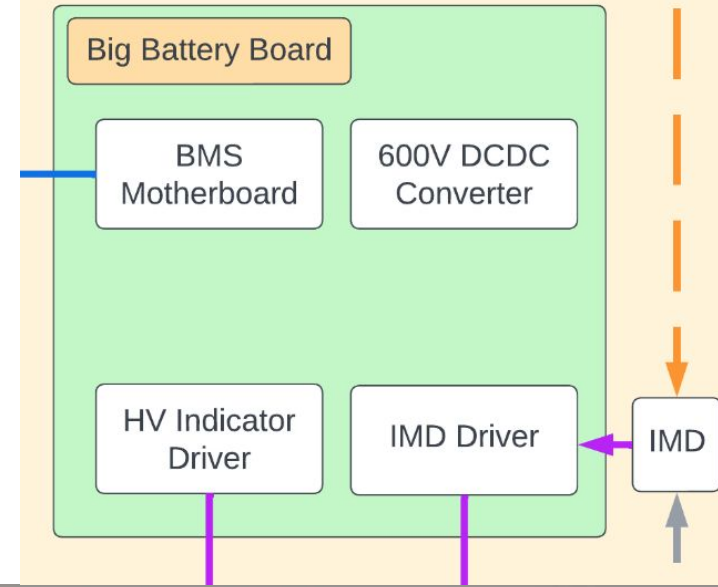 Big Battery Board
BMS
Motherboard
600V DCDC
Converter
HV Indicator
Driver
IMD Driver
IMD